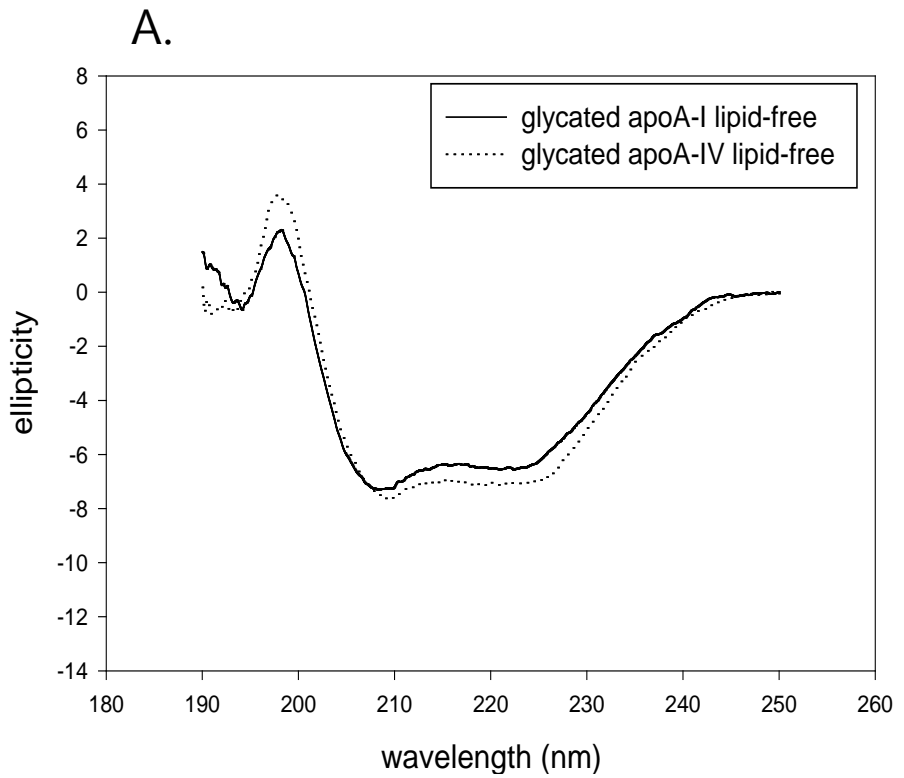 A.
glycated apoA-I lipid-free
glycated apoA-IV lipid-free
8
6
4
2
0
-2
-4
-6
-8
-10
-12
-14
ellipticity
180 190 200 210 220 230 240 250 260
wavelength (nm)